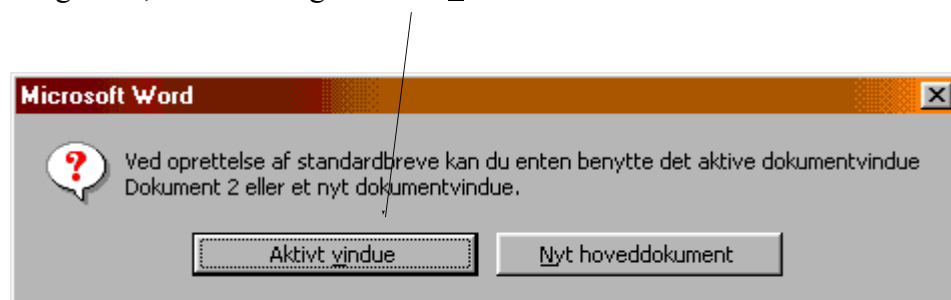 Microsoft Word
Ved oprettelse af standardbreve kan du enten benytte det aktive dokumentvindue
Dokument 2 eller et nyt dokumentvindue.
Aktivt vindue
Nyt hoveddokument